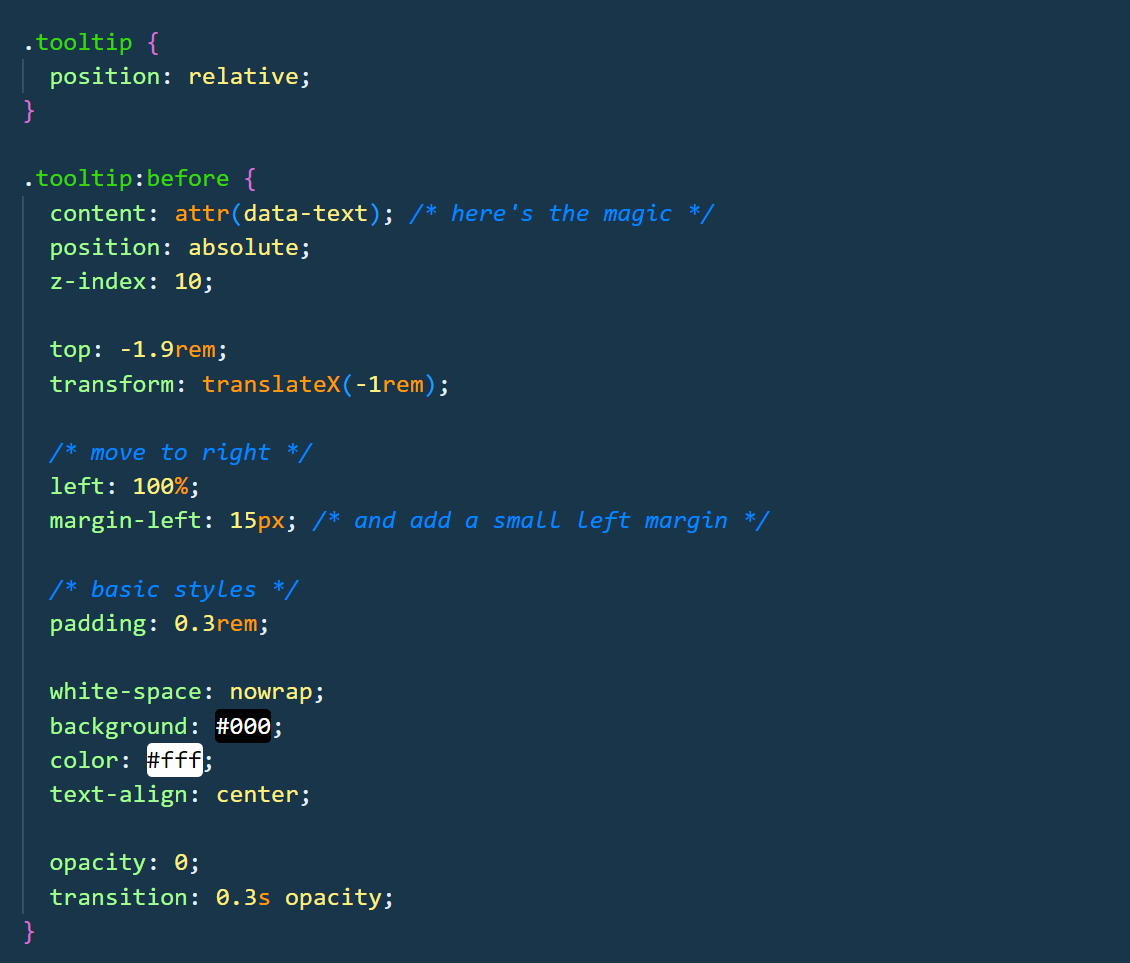 .tooltip {
position: relative;
}
.tooltip:before {
content: attr(data-text); /* here's the magic */
position: absolute;
z-index: 10;
top: -1.9rem;
transform: translateX(-1rem);
/* move to right */
left: 100%;
margin-left: 15px; /* and add a small left margin */
/* basic styles */
padding: 0.3rem;
white-space: nowrap;
background: #000;
color: #fff;
text-align: center;
opacity: 0;
transition: 0.3s opacity;
}